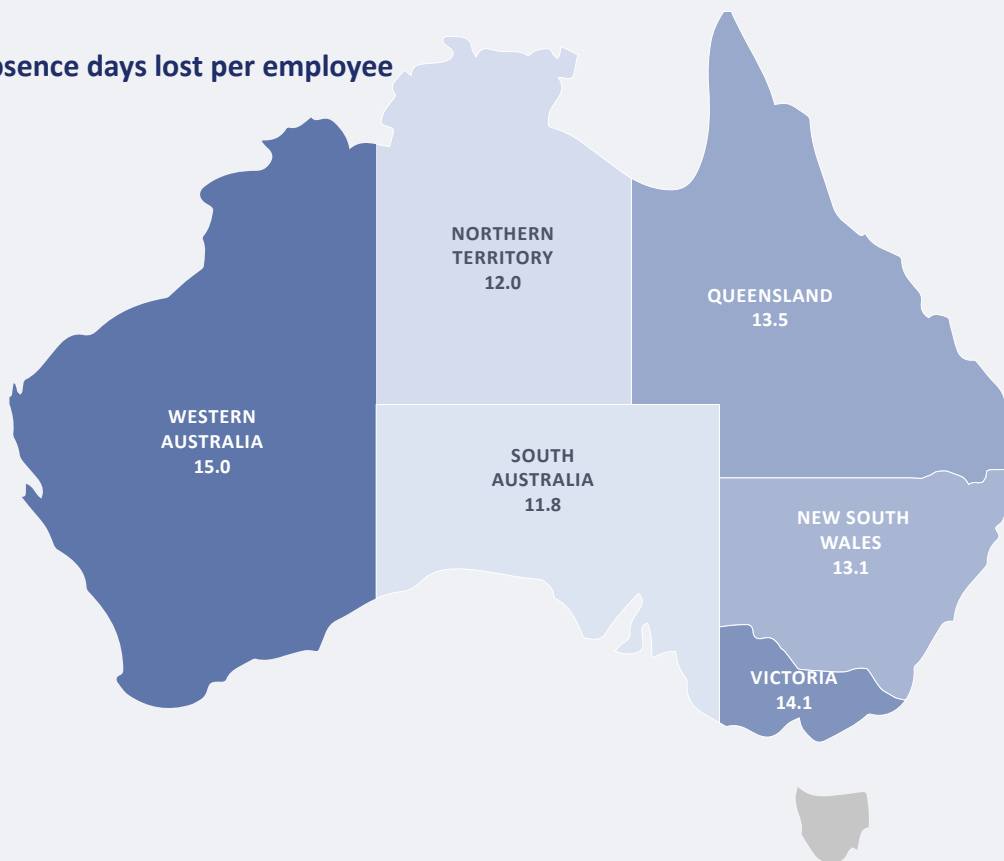 days lost per employee
NORTHERN
TERRITORY
12.0
QUEENSLAND
13.5
WESTERN
AUSTRALIA
15.0
SOUTH
AUSTRALIA
11.8
NEW SOUTH
WALES
13.1
VICTORIA
14.1